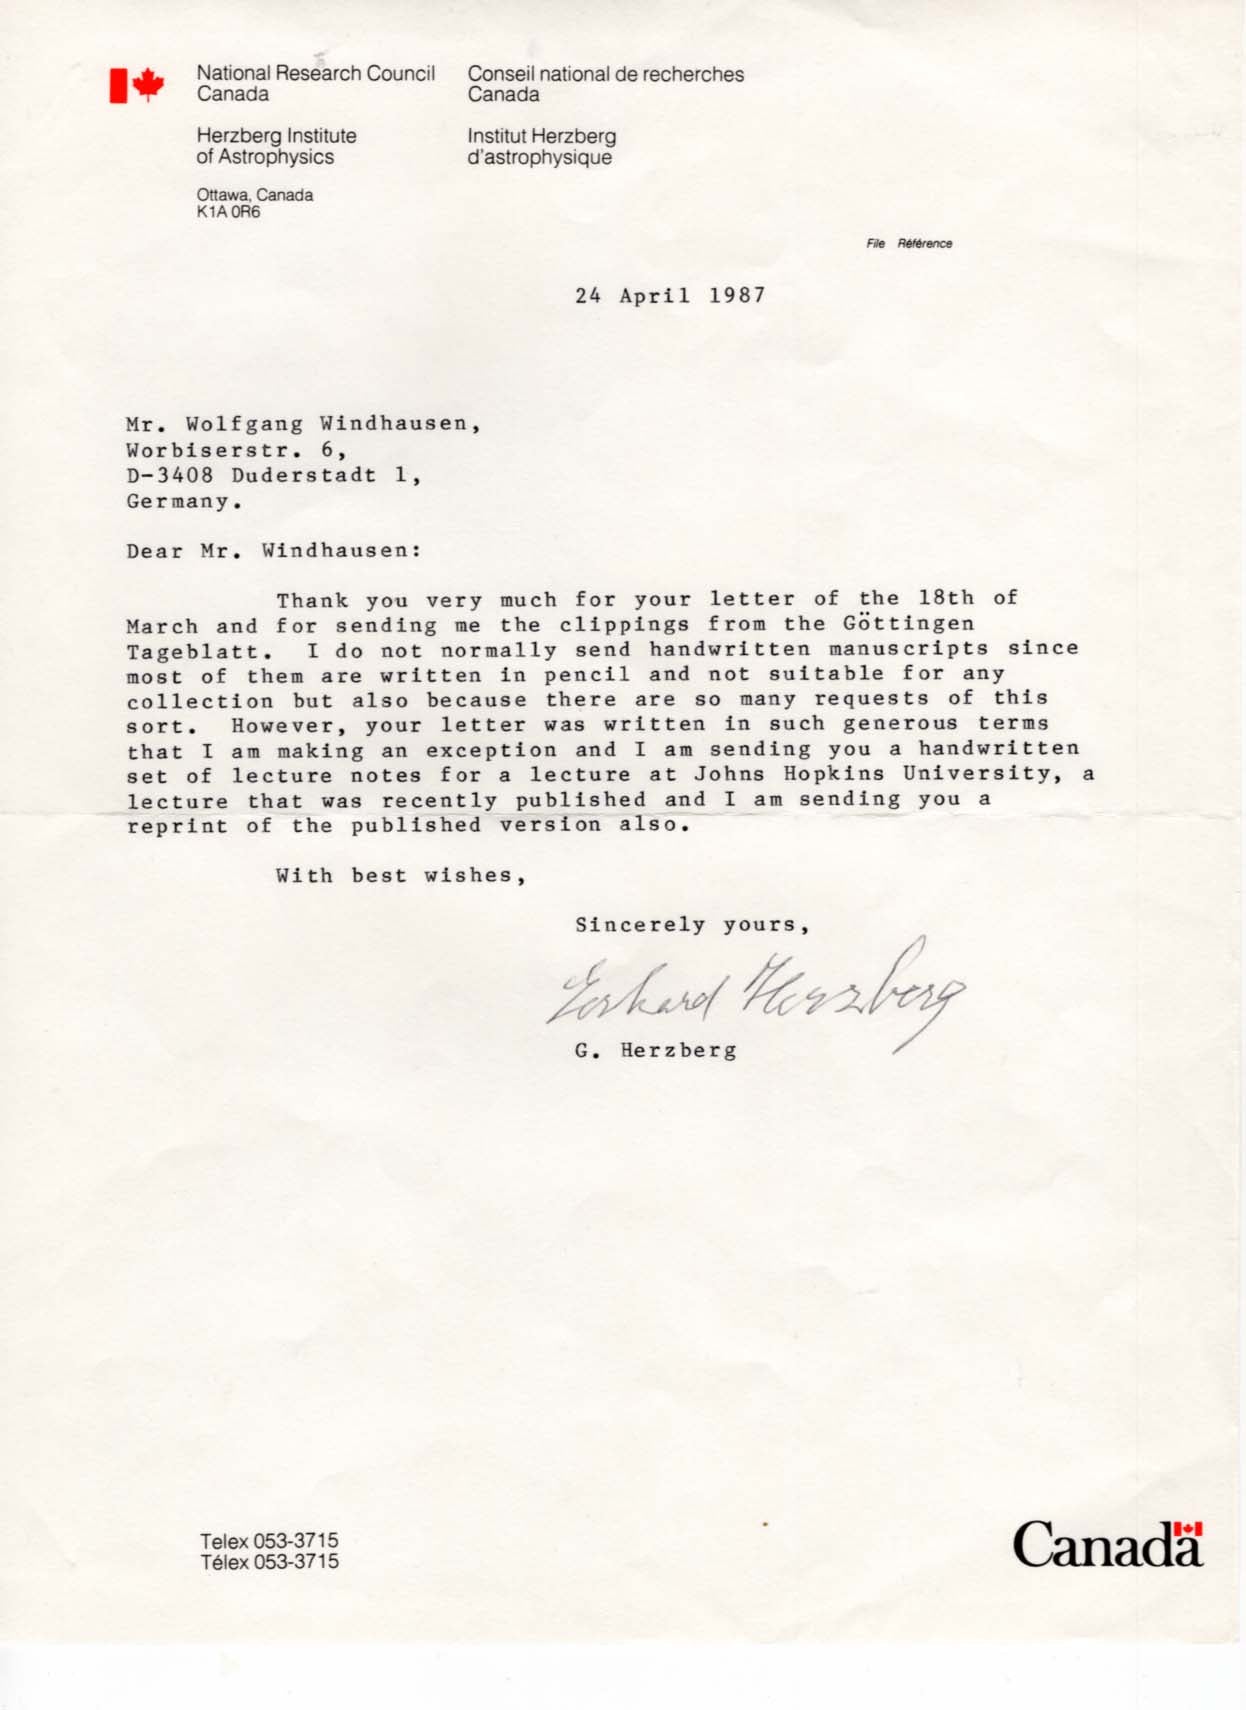 National Research Council Canada
Conseil national de recherches Canada
Herzberg Institute of Astrophysics
Institut Herzberg d'astrophysique
Ottawa, Canada
K1A 0R6
File Référence
24 April 1987
Mr. Wolfgang Windhausen,
Worbiserstr. 6,
D-3408 Duderstadt 1,
Germany.
Dear Mr. Windhausen:
Thank you very much for your letter of the 18th of
March and for sending me the clippings from the Göttingen
Tageblatt. I do not normally send handwritten manuscripts since
most of them are written in pencil and not suitable for any
collection but also because there are so many requests of this
sort. However, your letter was written in such generous terms
that I am making an exception and I am sending you a handwritten
set of lecture notes for a lecture at Johns Hopkins University, a
lecture that was recently published and I am sending you a
reprint of the published version also.
With best wishes,
Sincerely yours,
Gerhard Herzberg
G. Herzberg
Telex 053-3715
Télex 053-3715
Canada